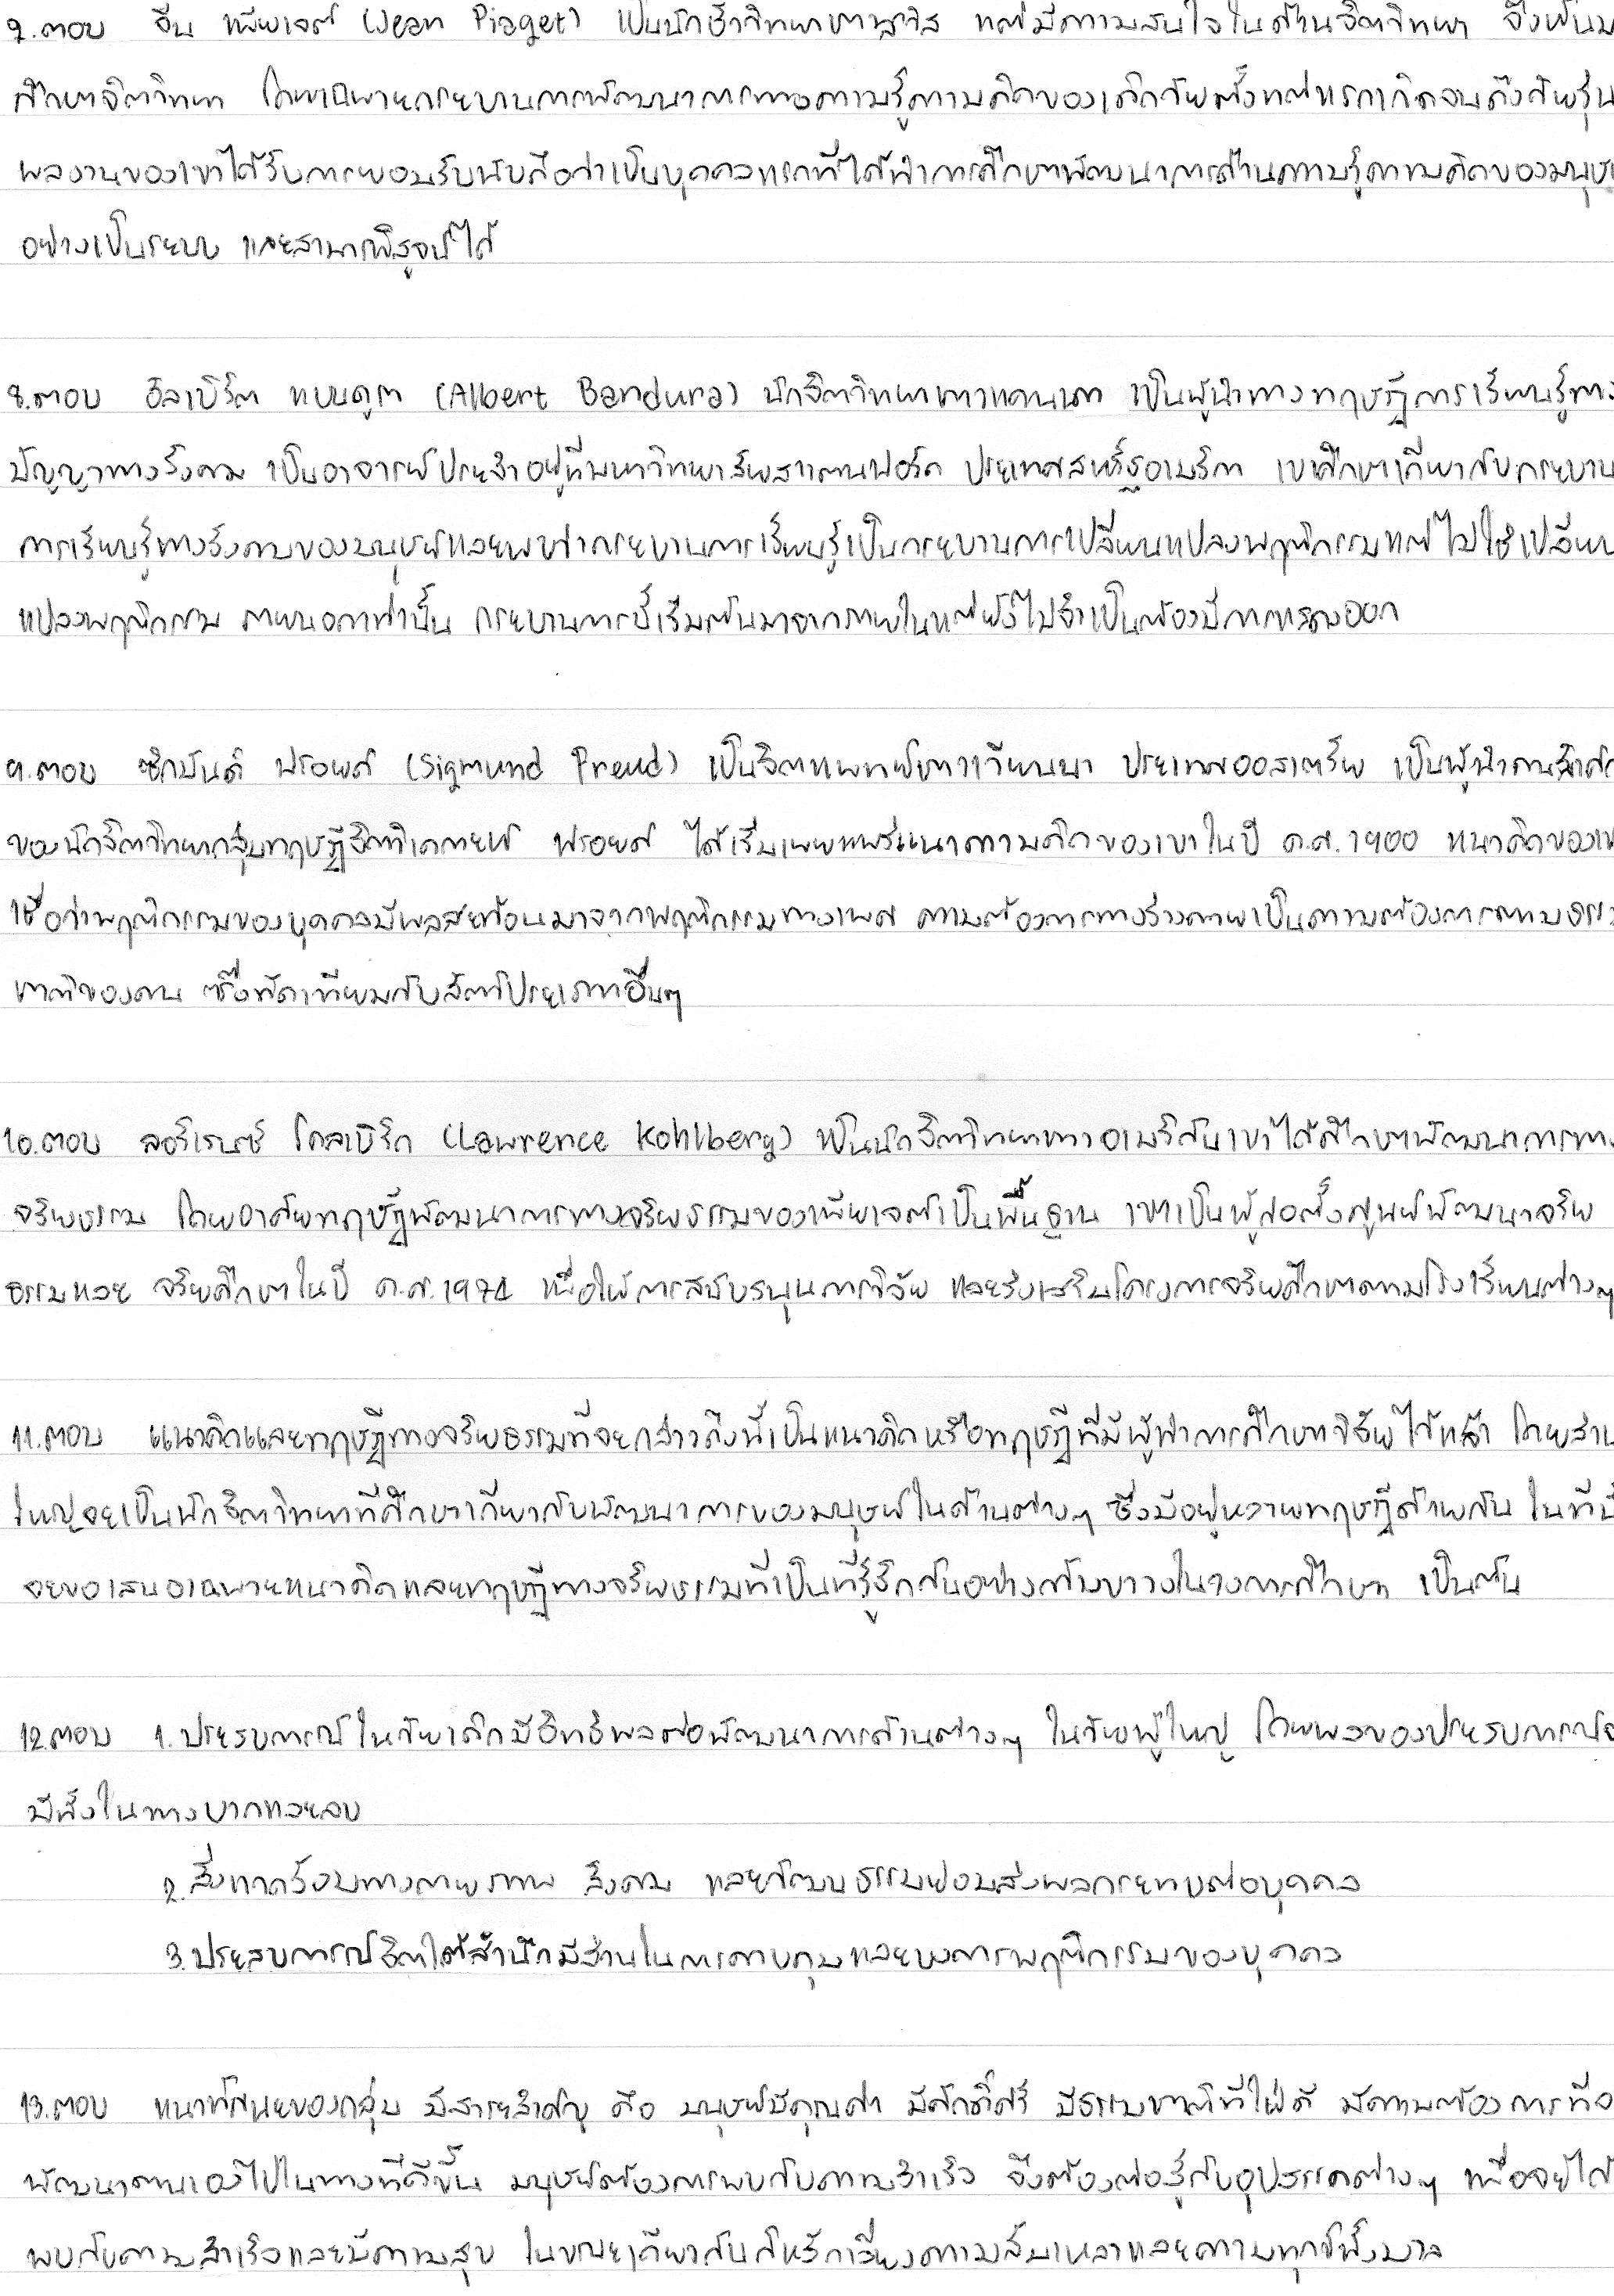 7.ตอบ จีน เพียเจต์ (Jean Piaget) เป็นนักชีววิทยาชาวสวิส แต่มีความสนใจในด้านจิตวิทยา จึงหันม
ศึกษาจิตวิทยา โดยเฉพาะกระบวนการพัฒนาการทางความรู้ความคิดของเด็กวัยตั้งแต่แรกเกิดจนถึงวัยรุ่น
ผลงานของเขาได้รับการยอมรับนับถือว่าเป็นบุคคลแรกที่ได้ทำการศึกษาพัฒนาการด้านความรู้ความคิดของมนุษย
อย่างเป็นระบบ และสามารถพิสูจน์ได้
8.ตอบ อัลเบิร์ต แบนดูรา (Albert Bandura) นักจิตวิทยาชาวแคนาดา เป็นผู้นำทางทฤษฎีการเรียนรู้ทาง
ปัญญาทางสังคม เป็นอาจารย์ประจำอยู่ที่มหาวิทยาลัยสแตนฟอร์ด ประเทศสหรัฐอเมริกา เขาศึกษาเกี่ยวกับกระบวน
การเรียนรู้ทางสังคมของมนุษย์และพบว่ากระบวนการเรียนรู้เป็นกระบวนการเปลี่ยนแปลงพฤติกรรมแต่ไม่ใช่เปลี่ยน
แปลงพฤติกรรม ภายนอกเท่านั้น กระบวนการนี้เริ่มต้นมาจากภายในแต่ยังไม่จำเป็นต้องมีการแสดงออก
9.ตอบ ซิกมันด์ ฟรอยด์ (Sigmund Freud) เป็นจิตแพทย์ชาวเวียนนา ประเทศออสเตรีย เป็นผู้นำคนสำคั
ของนักจิตวิทยากลุ่มทฤษฎีจิตวิเคราะห์ ฟรอยด์ ได้เริ่มเผยแพร่แนวความคิดของเขาในปี ค.ศ.1900 แนวคิดของเข
เชื่อว่าพฤติกรรมของบุคคลมีผลสะท้อนมาจากพฤติกรรมทางเพศ ความต้องการทางร่างกายเป็นความต้องการตามธรร
ชาติของคน ซึ่งทัดเทียมกับสัตว์ประเภทอื่นๆ
10.ตอบ ลอว์เรนซ์ โคลเบิร์ก (Lawrence Kohlberg) เป็นนักจิตวิทยาชาวอเมริกันเขาได้ศึกษาพัฒนาการทาง
จริยธรรม โดยอาศัยทฤษฎีพัฒนาการทางจริยธรรมของเพียเจต์เป็นพื้นฐาน เขาเป็นผู้ก่อตั้งศูนย์พัฒนาจริย
ธรรมและ จริยศึกษาในปี ค.ศ.1974 เพื่อให้การสนับสนุนการวิจัย และส่งเสริมโครงการจริยศึกษาตามโรงเรียนต่างๆ
11.ตอบ แนวคิดและทฤษฎีทางจริยธรรมที่จะกล่าวถึงนี้เป็นแนวคิดหรือทฤษฎีที่มีผู้ทำการศึกษาวิจัยไว้แล้ว โดยส่วน
ใหญ่จะเป็นนักจิตวิทยาที่ศึกษาเกี่ยวกับพัฒนาการของมนุษย์ในด้านต่างๆ ซึ่งมีอยู่หลายทฤษฎีด้วยกัน ในที่นี้
จะขอเสนอเฉพาะแนวคิดและทฤษฎีทางจริยธรรมที่เป็นที่รู้จักกันอย่างกว้างขวางในวงการศึกษา เป็นต้น
12.ตอบ 1.ประสบการณ์ในวัยเด็กมีอิทธิพลต่อพัฒนาการด้านต่างๆ ในวัยผู้ใหญ่ โดยผลของประสบการณ์จ
มีทั้งในทางบวกและลบ
2.สิ่งแวดล้อมทางกายภาพ สังคม และวัฒนธรรมย่อมส่งผลกระทบต่อบุคคล
3.ประสบการณ์จิตใต้สำนึกมีส่วนในการควบคุมและบงการพฤติกรรมของบุคคล
13.ตอบ แนวทัศนะของกลุ่ม มีสาระสำคัญ คือ มนุษย์มีคุณค่า มีศักดิ์ศรี มีธรรมชาติที่ใฝ่ดี มีความต้องการที่จ
พัฒนาตนเองไปในทางที่ดีขึ้น มนุษย์ต้องการพบกับความสำเร็จ จึงต้องต่อสู้กับอุปสรรคต่างๆ เพื่อจะได้
พบกับความสำเร็จและมีความสุข ในขณะเดียวกันก็หลีกเลี่ยงความล้มเหลวและความทุกข์ทั้งมวล